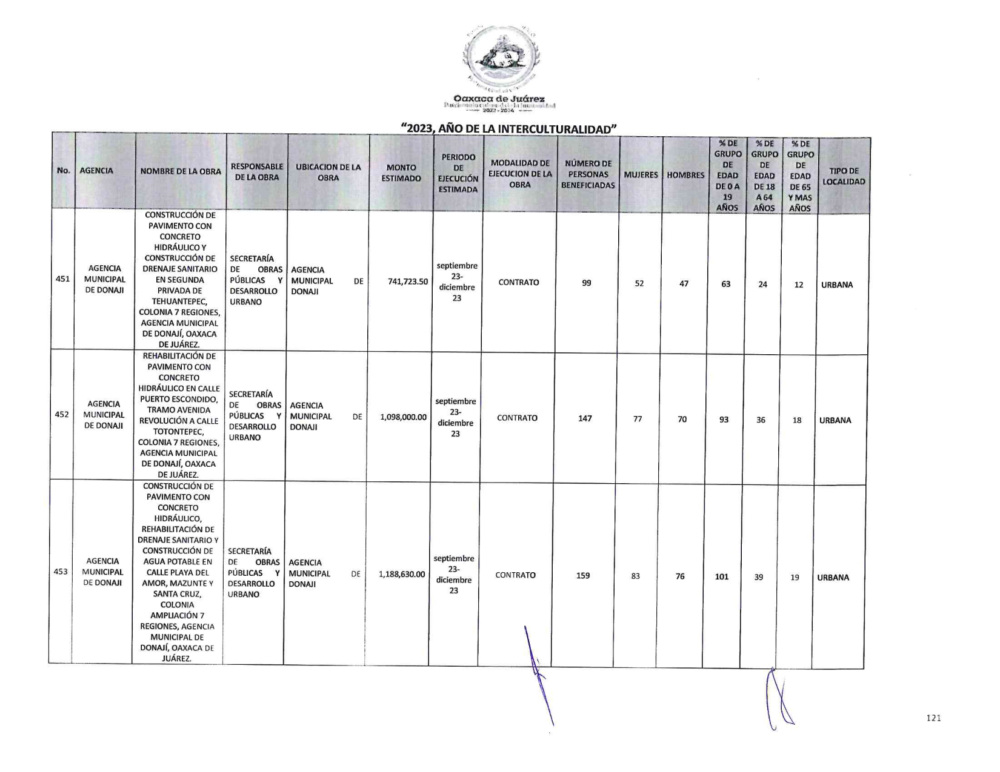 Oaxaca de Juárez
2022 - 2024
“2023, AÑO DE LA INTERCULTURALIDAD”
No.
AGENCIA
NOMBRE DE LA OBRA
RESPONSABLE
DE LA OBRA
UBICACION DE LA
OBRA
MONTO
ESTIMADO
PERIODO
DE
EJECUCIÓN
ESTIMADA
MODALIDAD DE
EJECUCION DE LA
OBRA
NÚMERO DE
PERSONAS
BENEFICIADAS
MUJERES
HOMBRES
% DE
GRUPO
DE
EDAD
DE 0 A
19
AÑOS
% DE
GRUPO
DE
EDAD
DE 18
A 64
AÑOS
% DE
GRUPO
DE
EDAD
DE 65
Y MAS
AÑOS
TIPO DE
LOCALIDAD
451
AGENCIA
MUNICIPAL
DE DONAJI
CONSTRUCCIÓN DE
PAVIMENTO CON
CONCRETO
HIDRÁULICO Y
CONSTRUCCIÓN DE
DRENAJE SANITARIO
EN SEGUNDA
PRIVADA DE
TEHUANTEPEC,
COLONIA 7 REGIONES,
AGENCIA MUNICIPAL
DE DONAJÍ, OAXACA
DE JUÁREZ.
SECRETARÍA
DE OBRAS
PÚBLICAS Y
DESARROLLO
URBANO
AGENCIA
MUNICIPAL DE
DONAJI
741,723.50
septiembre
23-
diciembre
23
CONTRATO
99
52
47
63
24
12
URBANA
452
AGENCIA
MUNICIPAL
DE DONAJI
REHABILITACIÓN DE
PAVIMENTO CON
CONCRETO
HIDRÁULICO EN CALLE
PUERTO ESCONDIDO,
TRAMO AVENIDA
REVOLUCIÓN A CALLE
TOTONTEPEC,
COLONIA 7 REGIONES,
AGENCIA MUNICIPAL
DE DONAJÍ, OAXACA
DE JUÁREZ.
SECRETARÍA
DE OBRAS
PÚBLICAS Y
DESARROLLO
URBANO
AGENCIA
MUNICIPAL DE
DONAJI
1,098,000.00
septiembre
23-
diciembre
23
CONTRATO
147
77
70
93
36
18
URBANA
453
AGENCIA
MUNICIPAL
DE DONAJI
CONSTRUCCIÓN DE
PAVIMENTO CON
CONCRETO
HIDRÁULICO,
REHABILITACIÓN DE
DRENAJE SANITARIO Y
CONSTRUCCIÓN DE
AGUA POTABLE EN
CALLE PLAYA DEL
AMOR, MAZUNTE Y
SANTA CRUZ,
COLONIA
AMPLIACIÓN 7
REGIONES, AGENCIA
MUNICIPAL DE
DONAJÍ, OAXACA DE
JUÁREZ.
SECRETARÍA
DE OBRAS
PÚBLICAS Y
DESARROLLO
URBANO
AGENCIA
MUNICIPAL DE
DONAJI
1,188,630.00
septiembre
23-
diciembre
23
CONTRATO
159
83
76
101
39
19
URBANA
121